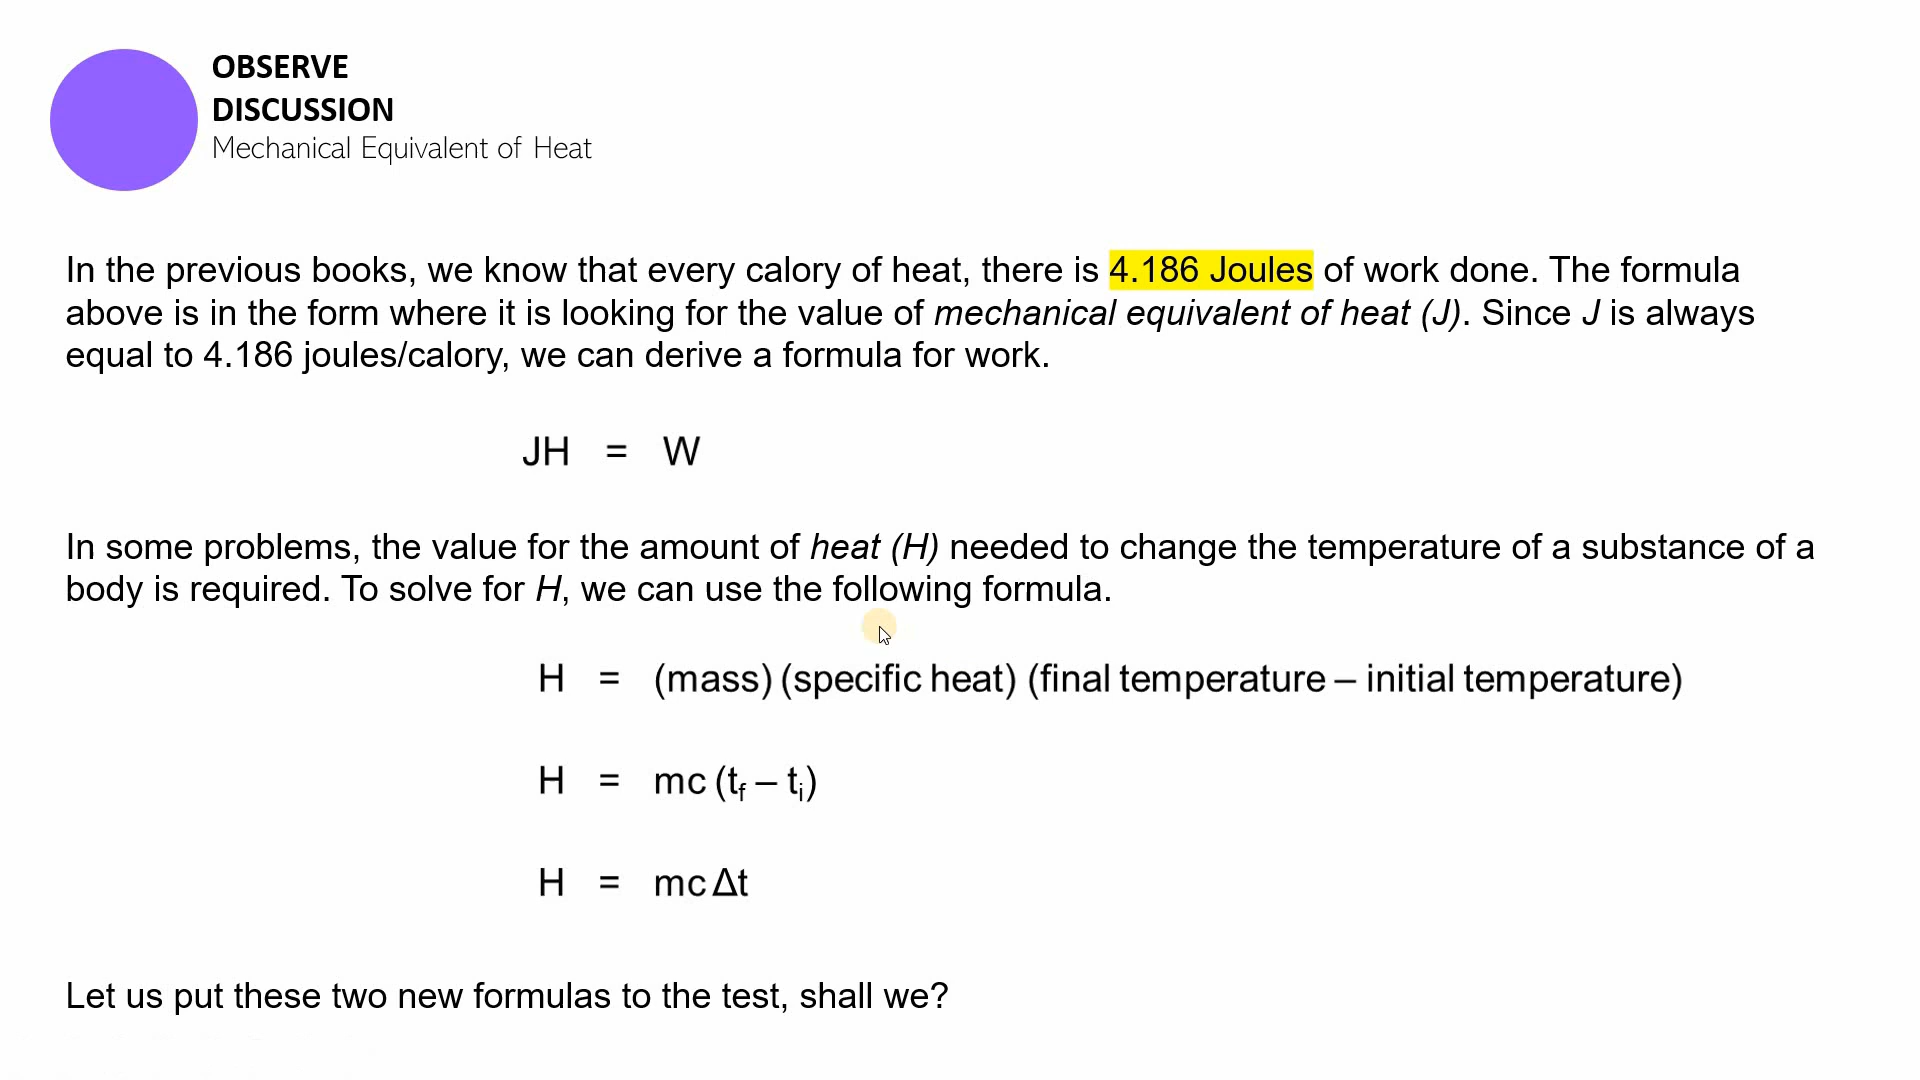 OBSERVE
DISCUSSION
Mechanical Equivalent of Heat
In the previous books, we know that every calory of heat, there is 4.186 Joules of work done. The formula
above is in the form where it is looking for the value of mechanical equivalent of heat (J). Since J is always
equal to 4.186 joules/calory, we can derive a formula for work.
JH = W
In some problems, the value for the amount of heat (H) needed to change the temperature of a substance of a
body is required. To solve for H, we can use the following formula.
H = (mass) (specific heat) (final temperature – initial temperature)
H = mc (tf – ti)
H = mc Δt
Let us put these two new formulas to the test, shall we?